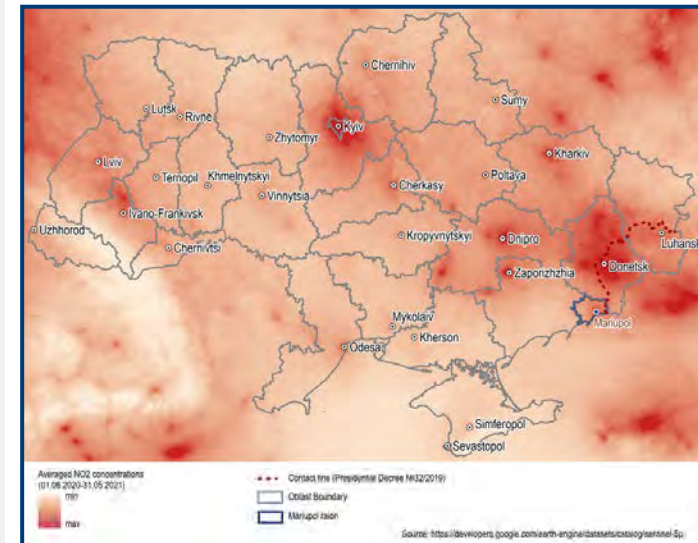 Chernihiv
Sumy
Lutsk
Rivne
Kyiv
Zhytomyr
Kharkiv
Lviv
Ternopil
Khmelnytskyi
Vinnytsia
Cherkasy
Poltava
Ivano-Frankivsk
Uzhhorod
Chernivtsi
Kropyvnytskyi
Dnipro
Luhansk
Donetsk
Zaporizhzhia
Mykolaiv
Kherson
Mariupol
Odesa
Simferopol
Sevastopol
Averaged NO2 concentrations
(01.06.2020-31.05.2021)
min
max
Contact line (Presidential Decree №32/2019)
Oblast Boundary
Mariupol raion
Source: https://developers.google.com/earth-engine/datasets/catalog/sentinel-5p